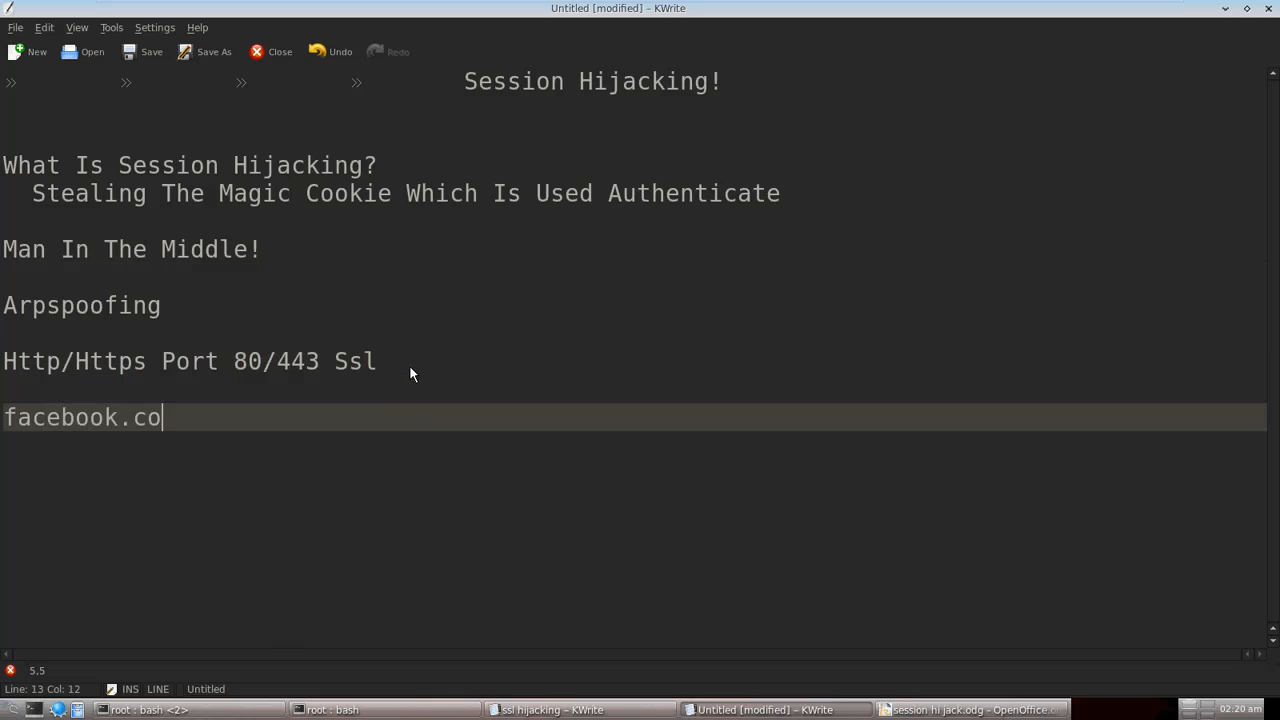 Untitled [modified] – KWrite
File Edit View Tools Settings Help
New Open Save Save As Close Undo Redo
» » » » Session Hijacking!
What Is Session Hijacking?
Stealing The Magic Cookie Which Is Used Authenticate
Man In The Middle!
Arpspoofing
Http/Https Port 80/443 Ssl
facebook.co
5,5
Line: 13 Col: 12 INS LINE Untitled
root : bash <2> root : bash ssl hijacking – KWrite Untitled [modified] – KWrite session hi jack.odg - OpenOffice.o 02:20 am